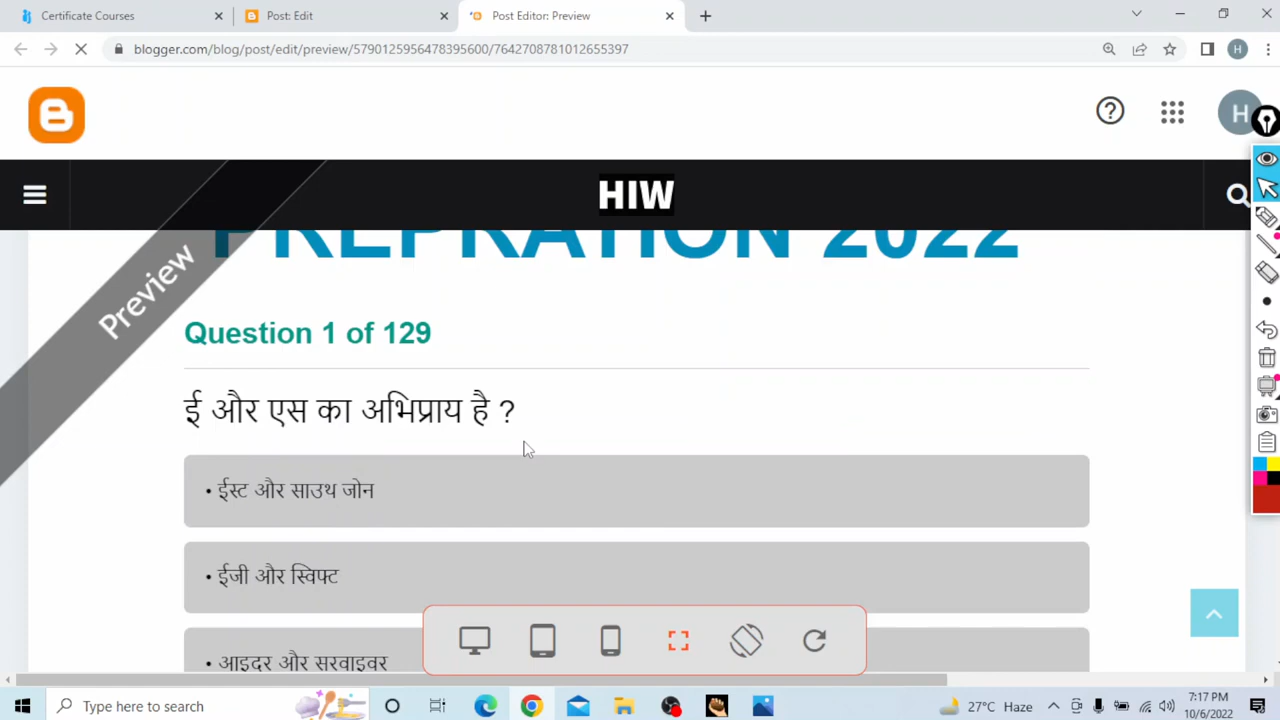 Certificate Courses
Post: Edit
Post Editor: Preview
blogger.com/blog/post/edit/preview/5790125956478395600/7642708781012655397
H
H
HIW
Preview
PREPRATION 2022
Question 1 of 129
ई और एस का अभिप्राय है ?
• ईस्ट और साउथ जोन
• ईजी और स्विफ्ट
• आइदर और सरवाइवर
Type here to search
27°C Haze
7:17 PM
10/6/2022